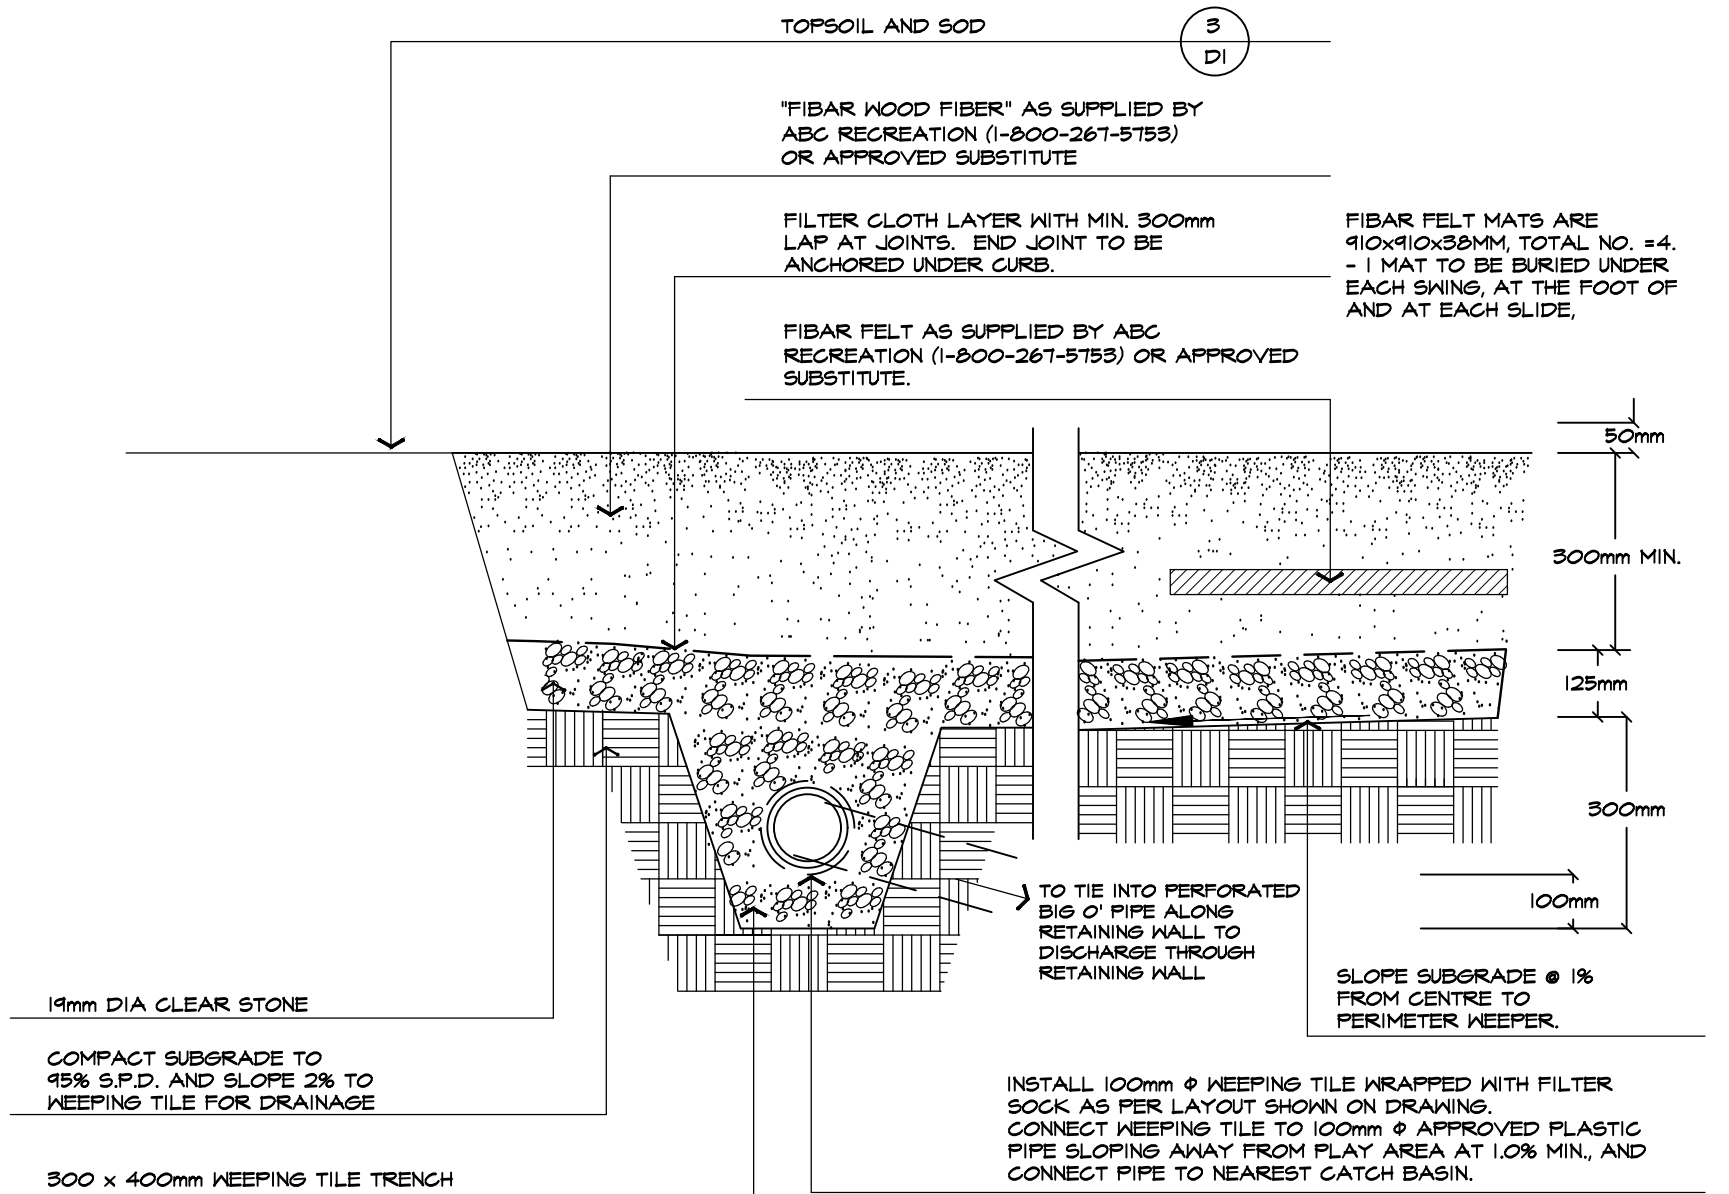 TOPSOIL AND SOD
3
D1
"FIBAR WOOD FIBER" AS SUPPLIED BY
ABC RECREATION (1-800-267-5753)
OR APPROVED SUBSTITUTE
FILTER CLOTH LAYER WITH MIN. 300mm
LAP AT JOINTS. END JOINT TO BE
ANCHORED UNDER CURB.
FIBAR FELT MATS ARE
910x910x38MM, TOTAL NO. =4.
- 1 MAT TO BE BURIED UNDER
EACH SWING, AT THE FOOT OF
AND AT EACH SLIDE,
FIBAR FELT AS SUPPLIED BY ABC
RECREATION (1-800-267-5753) OR APPROVED
SUBSTITUTE.
50mm
300mm MIN.
125mm
300mm
100mm
TO TIE INTO PERFORATED
BIG O' PIPE ALONG
RETAINING WALL TO
DISCHARGE THROUGH
RETAINING WALL
SLOPE SUBGRADE @ 1%
FROM CENTRE TO
PERIMETER WEEPER.
19mm DIA CLEAR STONE
COMPACT SUBGRADE TO
95% S.P.D. AND SLOPE 2% TO
WEEPING TILE FOR DRAINAGE
300 x 400mm WEEPING TILE TRENCH
INSTALL 100mm Φ WEEPING TILE WRAPPED WITH FILTER
SOCK AS PER LAYOUT SHOWN ON DRAWING.
CONNECT WEEPING TILE TO 100mm Φ APPROVED PLASTIC
PIPE SLOPING AWAY FROM PLAY AREA AT 1.0% MIN., AND
CONNECT PIPE TO NEAREST CATCH BASIN.